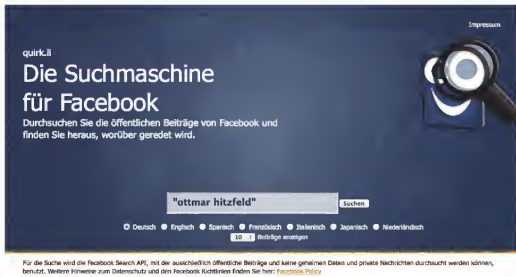 Impressum
quirk.li
Die Suchmaschine
für Facebook
Durchsuchen Sie die öffentlichen Beiträge von Facebook und
finden Sie heraus, worüber geredet wird.
"ottmar hitzfeld" Suchen
Deutsch Englisch Spanisch Französisch Italienisch Japanisch Niederländisch
10 Beiträge anzeigen
Für die Suche wird die Facebook Search API, mit der ausschließlich öffentliche Beiträge und keine geheimen Daten und private Nachrichten durchsucht werden können,
benutzt. Weitere Hinweise zum Datenschutz und den Facebook Richtlinien finden Sie hier: Facebook Policy